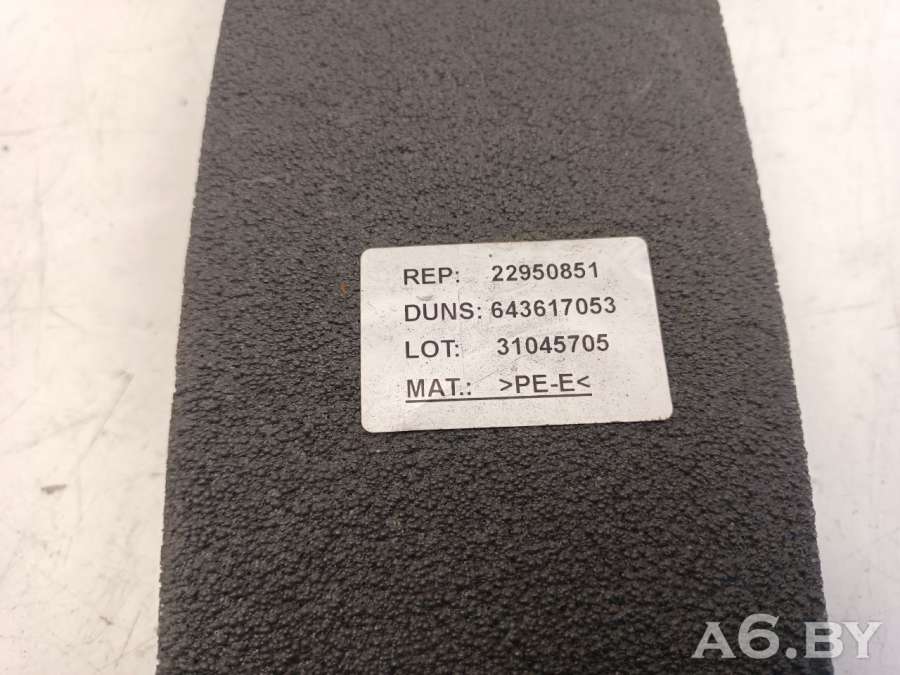 REP: 22950851
DUNS: 643617053
LOT: 31045705
MAT.: >PE-E<
A6.BY